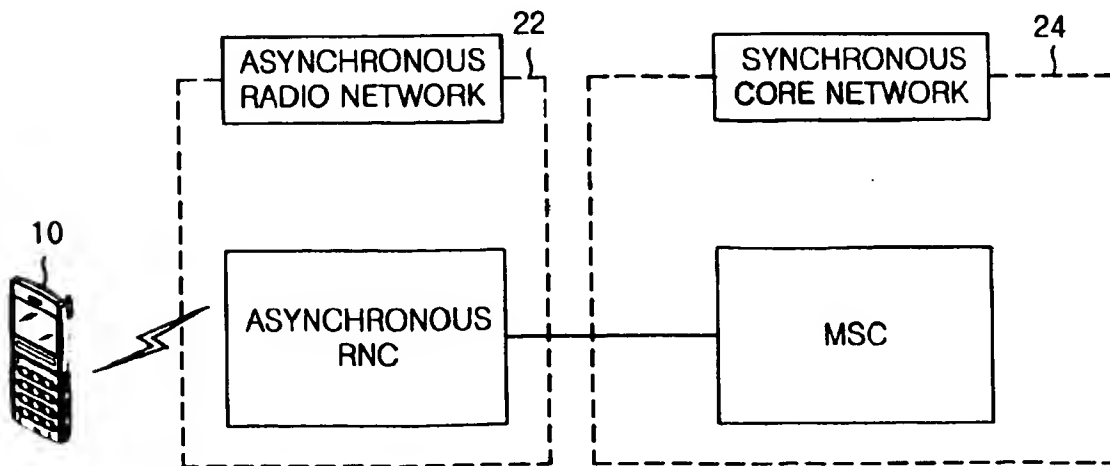 22
24
ASYNCHRONOUS
RADIO NETWORK
SYNCHRONOUS
CORE NETWORK
10
ASYNCHRONOUS
RNC
MSC